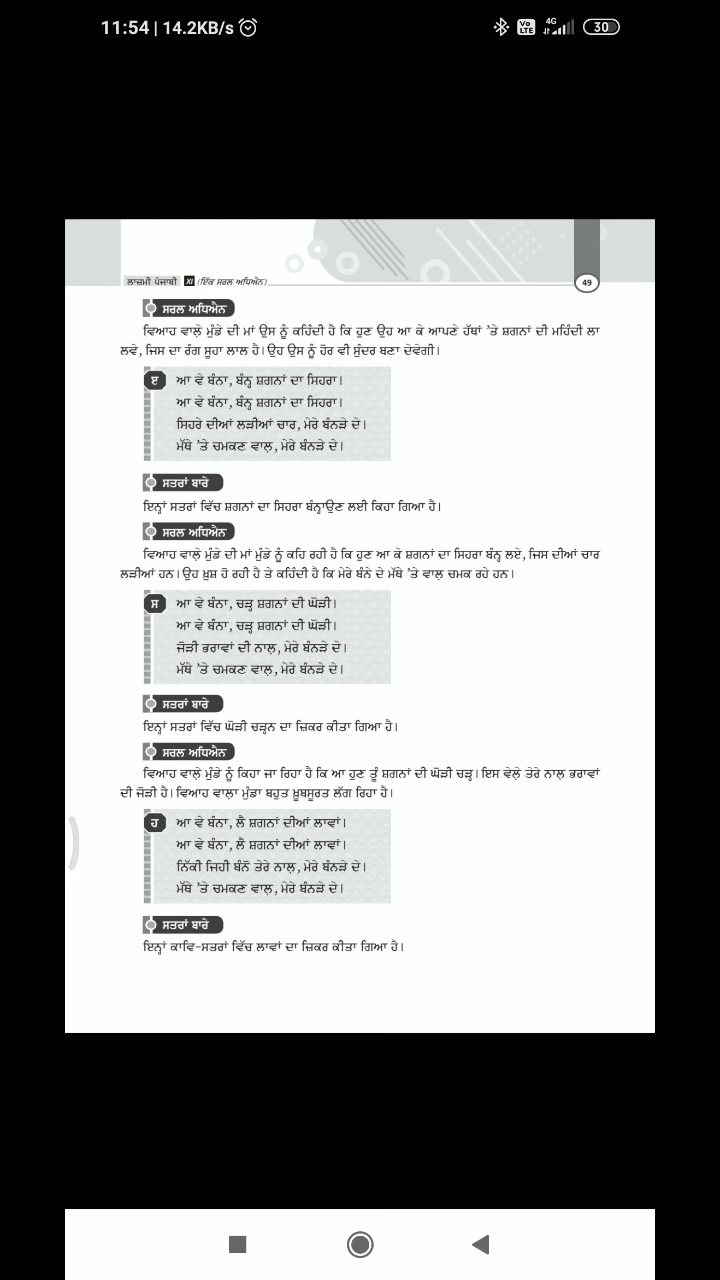 11:54 | 14.2KB/s
Vo LTE 4G 30
ਲਾਜ਼ਮੀ ਪੰਜਾਬੀ XI (ਇੱਕ ਸਰਲ ਅਧਿਐਨ)
49
ਸਰਲ ਅਧਿਐਨ
ਵਿਆਹ ਵਾਲੇ ਮੁੰਡੇ ਦੀ ਮਾਂ ਉਸ ਨੂੰ ਕਹਿੰਦੀ ਹੈ ਕਿ ਹੁਣ ਉਹ ਆ ਕੇ ਆਪਣੇ ਹੱਥਾਂ 'ਤੇ ਸ਼ਗਨਾਂ ਦੀ ਮਹਿੰਦੀ ਲਾ
ਲਵੇ, ਜਿਸ ਦਾ ਰੰਗ ਸੂਹਾ ਲਾਲ ਹੈ। ਉਹ ਉਸ ਨੂੰ ਹੋਰ ਵੀ ਸੁੰਦਰ ਬਣਾ ਦੇਵੇਗੀ।
ੲ ਆ ਵੇ ਬੰਨਾ, ਬੰਨ੍ਹ ਸ਼ਗਨਾਂ ਦਾ ਸਿਹਰਾ।
ਆ ਵੇ ਬੰਨਾ, ਬੰਨ੍ਹ ਸ਼ਗਨਾਂ ਦਾ ਸਿਹਰਾ।
ਸਿਹਰੇ ਦੀਆਂ ਲੜੀਆਂ ਚਾਰ, ਮੇਰੇ ਬੰਨੜੇ ਦੇ।
ਮੱਥੇ 'ਤੇ ਚਮਕਣ ਵਾਲ਼, ਮੇਰੇ ਬੰਨੜੇ ਦੇ।
ਸਤਰਾਂ ਬਾਰੇ
ਇਨ੍ਹਾਂ ਸਤਰਾਂ ਵਿੱਚ ਸ਼ਗਨਾਂ ਦਾ ਸਿਹਰਾ ਬੰਨ੍ਹਾਉਣ ਲਈ ਕਿਹਾ ਗਿਆ ਹੈ।
ਸਰਲ ਅਧਿਐਨ
ਵਿਆਹ ਵਾਲੇ ਮੁੰਡੇ ਦੀ ਮਾਂ ਮੁੰਡੇ ਨੂੰ ਕਹਿ ਰਹੀ ਹੈ ਕਿ ਹੁਣ ਆ ਕੇ ਸ਼ਗਨਾਂ ਦਾ ਸਿਹਰਾ ਬੰਨ੍ਹ ਲਏ, ਜਿਸ ਦੀਆਂ ਚਾਰ
ਲੜੀਆਂ ਹਨ। ਉਹ ਖ਼ੁਸ਼ ਹੋ ਰਹੀ ਹੈ ਤੇ ਕਹਿੰਦੀ ਹੈ ਕਿ ਮੇਰੇ ਬੰਨੇ ਦੇ ਮੱਥੇ 'ਤੇ ਵਾਲ਼ ਚਮਕ ਰਹੇ ਹਨ।
ਸ ਆ ਵੇ ਬੰਨਾ, ਚੜ੍ਹ ਸ਼ਗਨਾਂ ਦੀ ਘੋੜੀ।
ਆ ਵੇ ਬੰਨਾ, ਚੜ੍ਹ ਸ਼ਗਨਾਂ ਦੀ ਘੋੜੀ।
ਜੋੜੀ ਭਰਾਵਾਂ ਦੀ ਨਾਲ਼, ਮੇਰੇ ਬੰਨੜੇ ਦੇ।
ਮੱਥੇ 'ਤੇ ਚਮਕਣ ਵਾਲ਼, ਮੇਰੇ ਬੰਨੜੇ ਦੇ।
ਸਤਰਾਂ ਬਾਰੇ
ਇਨ੍ਹਾਂ ਸਤਰਾਂ ਵਿੱਚ ਘੋੜੀ ਚੜ੍ਹਨ ਦਾ ਜ਼ਿਕਰ ਕੀਤਾ ਗਿਆ ਹੈ।
ਸਰਲ ਅਧਿਐਨ
ਵਿਆਹ ਵਾਲੇ ਮੁੰਡੇ ਨੂੰ ਕਿਹਾ ਜਾ ਰਿਹਾ ਹੈ ਕਿ ਆ ਹੁਣ ਤੂੰ ਸ਼ਗਨਾਂ ਦੀ ਘੋੜੀ ਚੜ੍ਹ। ਇਸ ਵੇਲੇ ਤੇਰੇ ਨਾਲ਼ ਭਰਾਵਾਂ
ਦੀ ਜੋੜੀ ਹੈ। ਵਿਆਹ ਵਾਲਾ ਮੁੰਡਾ ਬਹੁਤ ਖ਼ੂਬਸੂਰਤ ਲੱਗ ਰਿਹਾ ਹੈ।
ਹ ਆ ਵੇ ਬੰਨਾ, ਲੈ ਸ਼ਗਨਾਂ ਦੀਆਂ ਲਾਵਾਂ।
ਆ ਵੇ ਬੰਨਾ, ਲੈ ਸ਼ਗਨਾਂ ਦੀਆਂ ਲਾਵਾਂ।
ਨਿੱਕੀ ਜਿਹੀ ਬੰਨੋ ਤੇਰੇ ਨਾਲ਼, ਮੇਰੇ ਬੰਨੜੇ ਦੇ।
ਮੱਥੇ 'ਤੇ ਚਮਕਣ ਵਾਲ਼, ਮੇਰੇ ਬੰਨੜੇ ਦੇ।
ਸਤਰਾਂ ਬਾਰੇ
ਇਨ੍ਹਾਂ ਕਾਵਿ-ਸਤਰਾਂ ਵਿੱਚ ਲਾਵਾਂ ਦਾ ਜ਼ਿਕਰ ਕੀਤਾ ਗਿਆ ਹੈ।